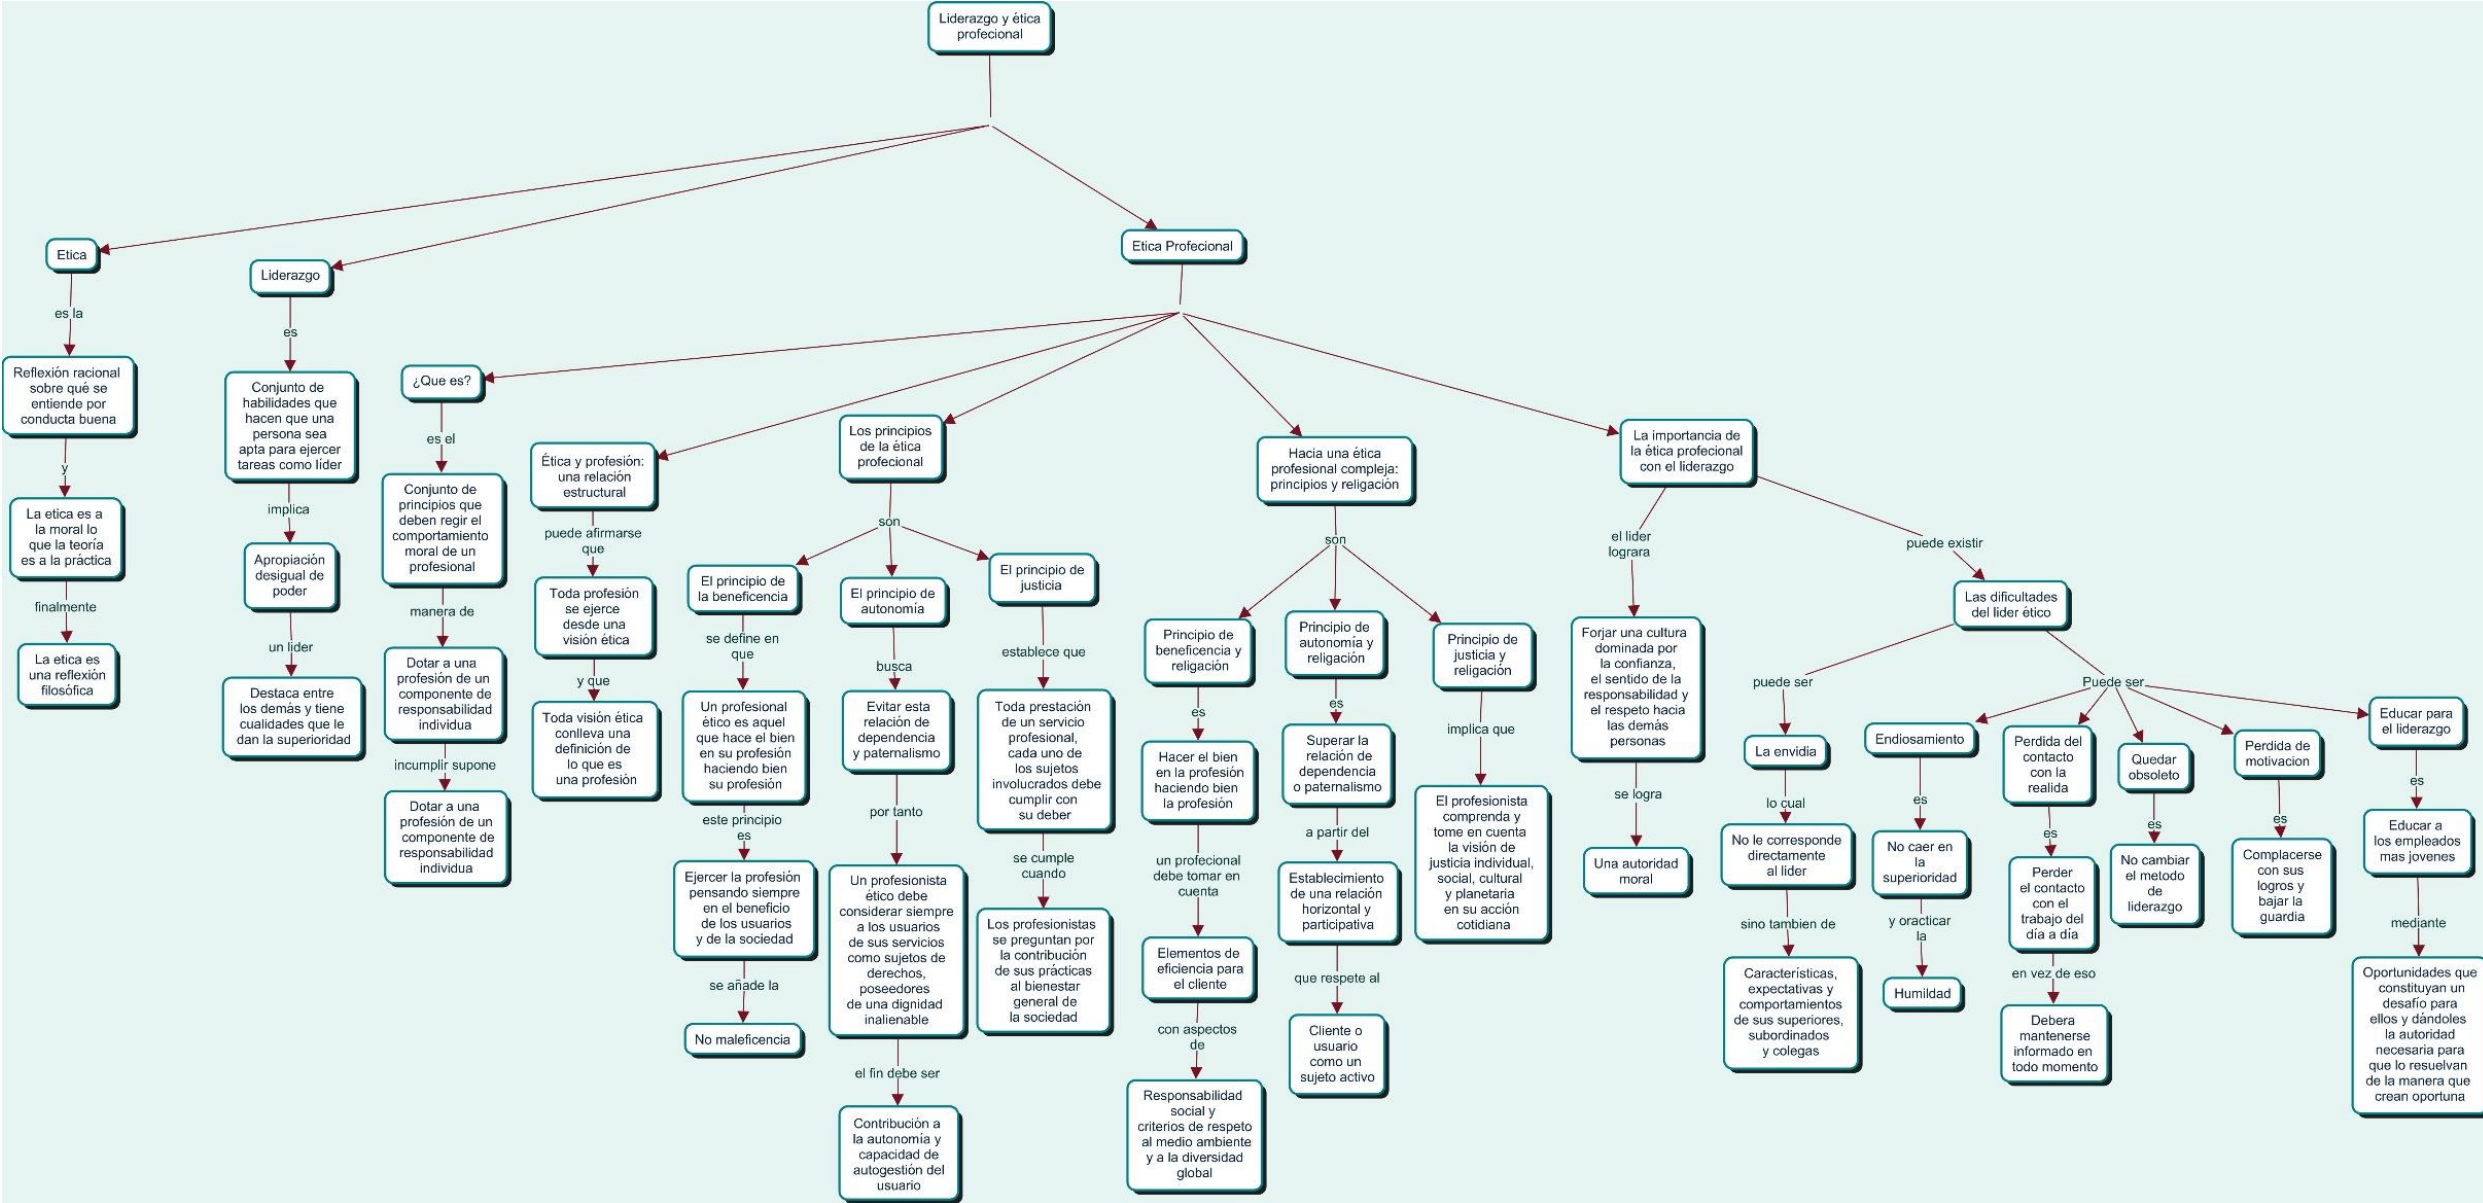 Liderazgo y ética
profecional
Etica
es la
Reflexión racional
sobre qué se
entiende por
conducta buena
y
La etica es a
la moral lo
que la teoría
es a la práctica
finalmente
La etica es
una reflexión
filosófica
Liderazgo
es
Conjunto de
habilidades que
hacen que una
persona sea
apta para ejercer
tareas como líder
implica
Apropiación
desigual de
poder
un lider
Destaca entre
los demás y tiene
cualidades que le
dan la superioridad
Etica Profecional
¿Que es?
es el
Conjunto de
principios que
deben regir el
comportamiento
moral de un
profesional
manera de
Dotar a una
profesión de un
componente de
responsabilidad
individua
incumplir supone
Dotar a una
profesión de un
componente de
responsabilidad
individua
Ética y profesión:
una relación
estructural
puede afirmarse
que
Toda profesión
se ejerce
desde una
visión ética
y que
Toda visión ética
conlleva una
definición de
lo que es
una profesión
Los principios
de la ética
profecional
son
El principio de
la beneficencia
se define en
que
Un profesional
ético es aquel
que hace el bien
en su profesión
haciendo bien
su profesión
este principio
es
Ejercer la profesión
pensando siempre
en el beneficio
de los usuarios
y de la sociedad
se añade la
No maleficencia
El principio de
autonomía
busca
Evitar esta
relación de
dependencia
y paternalismo
por tanto
Un profesionista
ético debe
considerar siempre
a los usuarios
de sus servicios
como sujetos de
derechos,
poseedores
de una dignidad
inalienable
el fin debe ser
Contribución a
la autonomía y
capacidad de
autogestión del
usuario
El principio de
justicia
establece que
Toda prestación
de un servicio
profesional,
cada uno de
los sujetos
involucrados debe
cumplir con
su deber
se cumple
cuando
Los profesionistas
se preguntan por
la contribución
de sus prácticas
al bienestar
general de
la sociedad
Hacia una ética
profesional compleja:
principios y religación
son
Principio de
beneficencia y
religación
es
Hacer el bien
en la profesión
haciendo bien
la profesión
un profecional
debe tomar en
cuenta
Elementos de
eficiencia para
el cliente
con aspectos
de
Responsabilidad
social y
criterios de respeto
al medio ambiente
y a la diversidad
global
Principio de
autonomía y
religación
es
Superar la
relación de
dependencia
o paternalismo
a partir del
Establecimiento
de una relación
horizontal y
participativa
que respete al
Cliente o
usuario
como un
sujeto activo
Principio de
justicia y
religación
implica que
El profesionista
comprenda y
tome en cuenta
la visión de
justicia individual,
social, cultural
y planetaria
en su acción
cotidiana
La importancia de
la ética profecional
con el liderazgo
el lider
lograra
Forjar una cultura
dominada por
la confianza,
el sentido de la
responsabilidad y
el respeto hacia
las demás
personas
se logra
Una autoridad
moral
puede existir
Las dificultades
del lider ético
puede ser
La envidia
lo cual
No le corresponde
directamente
al lider
sino tambien de
Características,
expectativas y
comportamientos
de sus superiores,
subordinados
y colegas
Puede ser
Endiosamiento
es
No caer en
la
superioridad
y oracticar
la
Humildad
Perdida del
contacto
con la
realida
es
Perder
el contacto
con el
trabajo del
día a día
en vez de eso
Debera
mantenerse
informado en
todo momento
Quedar
obsoleto
es
No cambiar
el metodo
de
liderazgo
Perdida de
motivacion
es
Complacerse
con sus
logros y
bajar la
guardia
Educar para
el liderazgo
es
Educar a
los empleados
mas jovenes
mediante
Oportunidades que
constituyan un
desafío para
ellos y dándoles
la autoridad
necesaria para
que lo resuelvan
de la manera que
crean oportuna